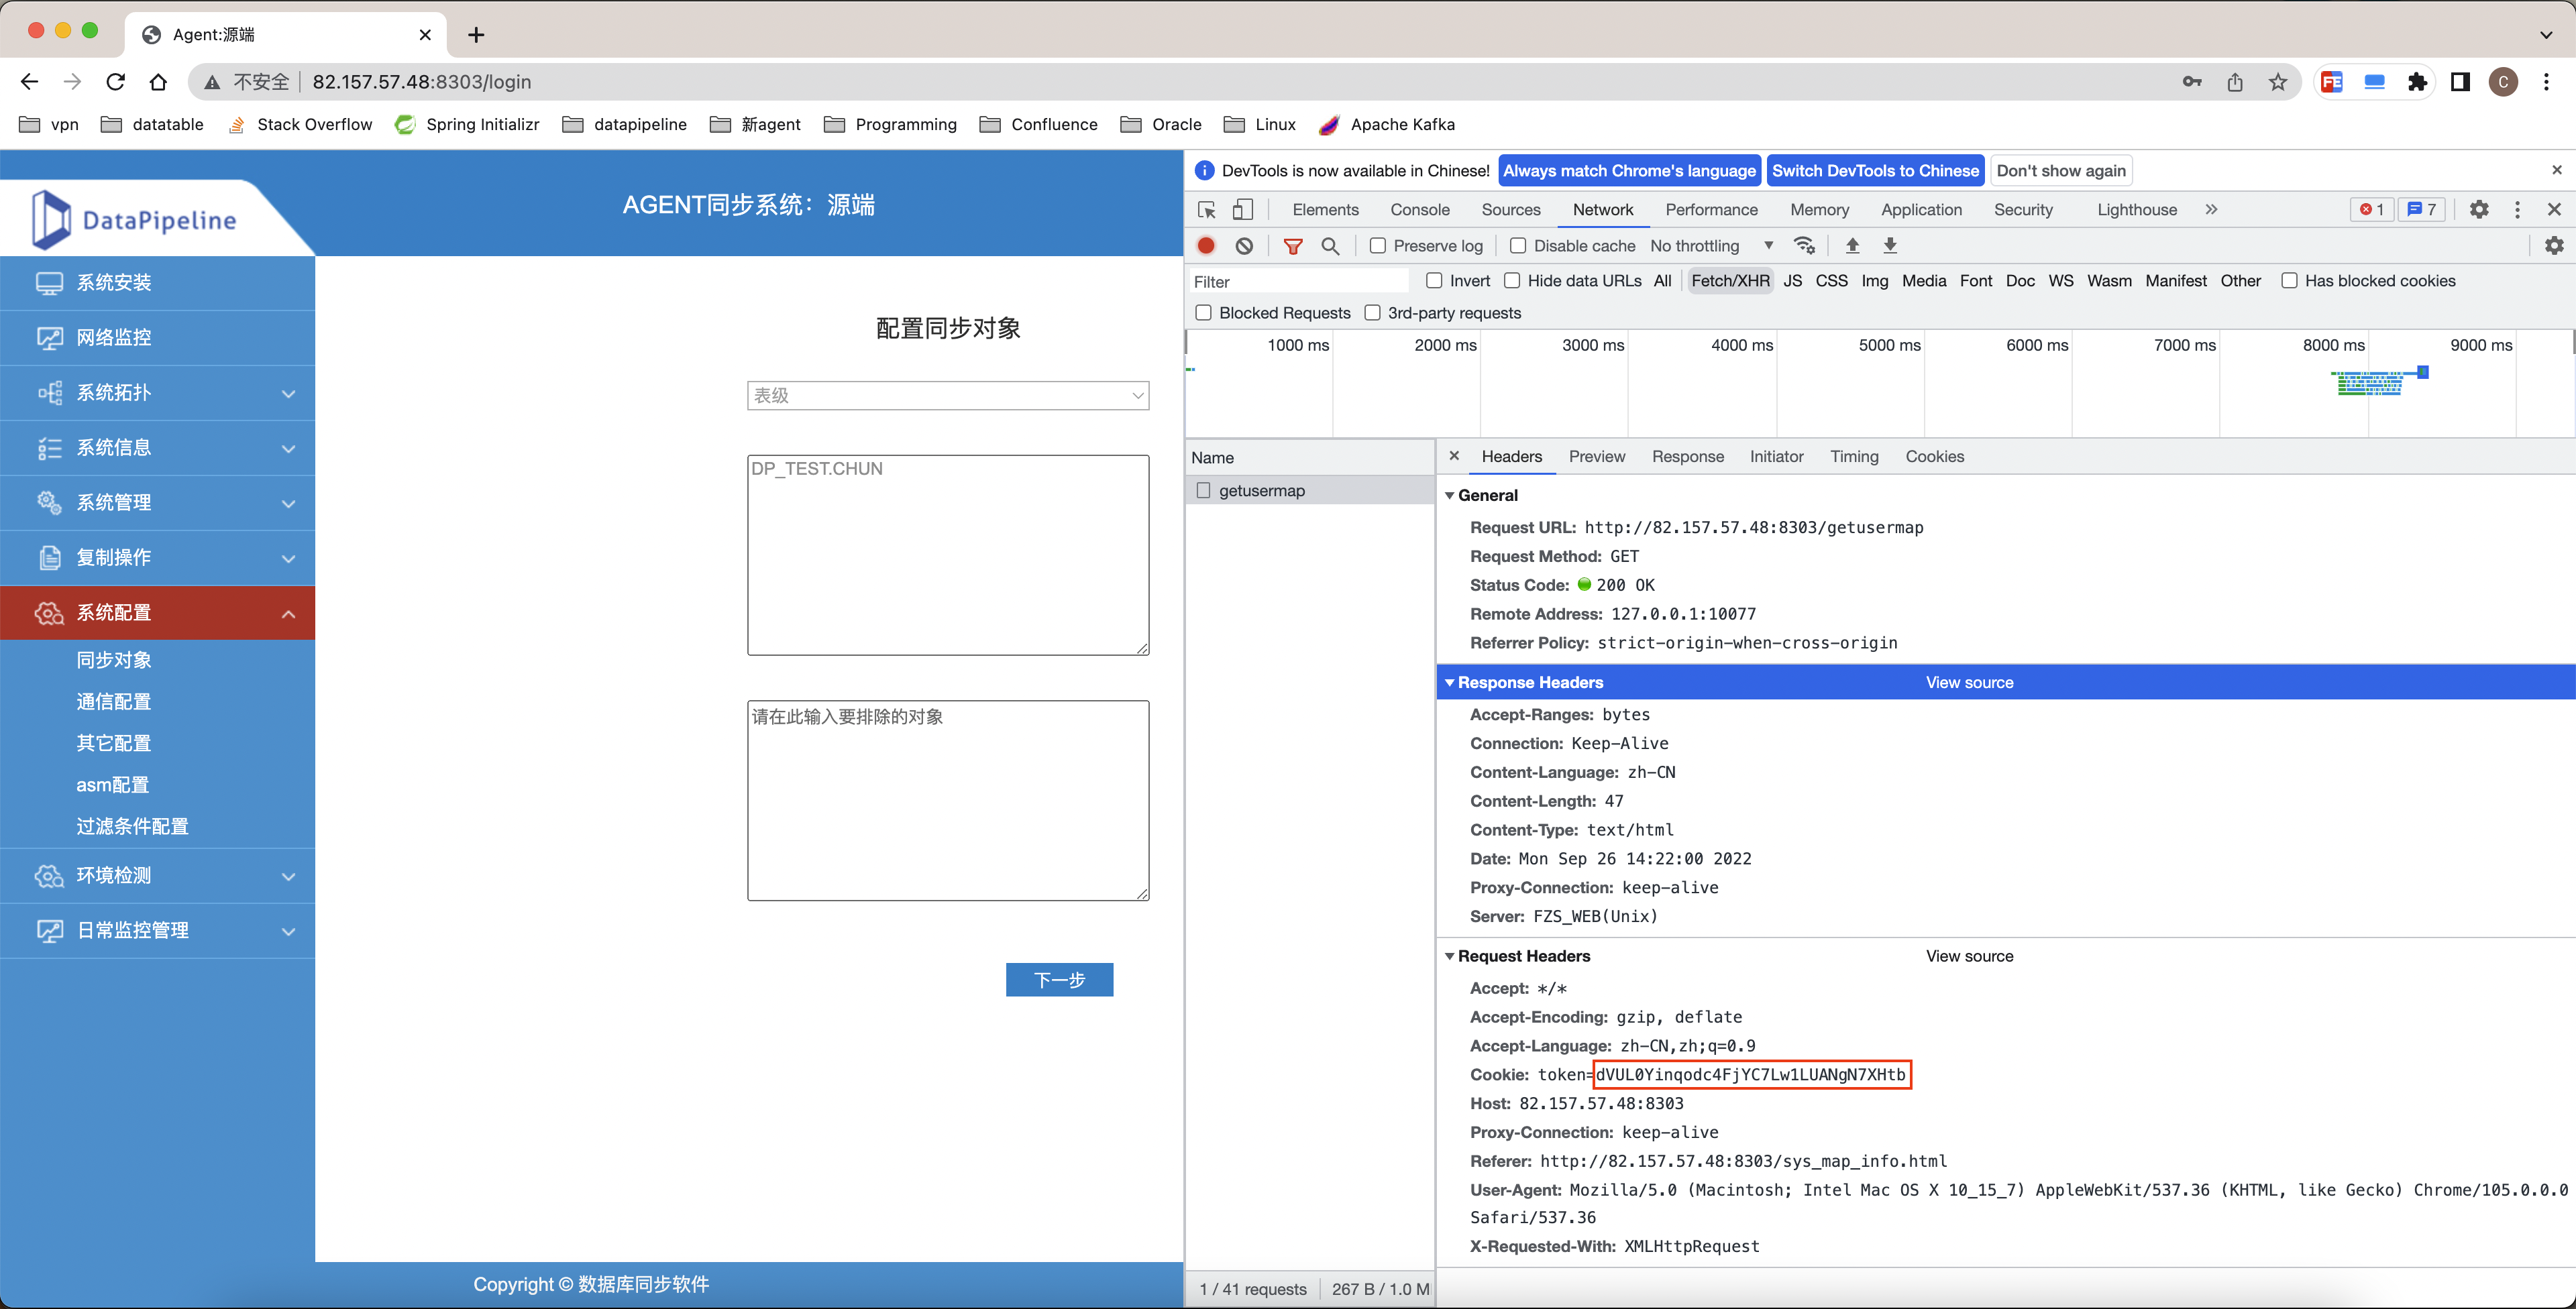 Agent:源端
不安全 82.157.57.48:8303/login
FE
C
vpn datatable Stack Overflow Spring Initializr datapipeline 新agent Programming Confluence Oracle Linux Apache Kafka
DataPipeline
AGENT同步系统：源端
系统安装
网络监控
系统拓扑
系统信息
系统管理
复制操作
系统配置
同步对象
通信配置
其它配置
asm配置
过滤条件配置
环境检测
日常监控管理
配置同步对象
表级
DP_TEST.CHUN
请在此输入要排除的对象
下一步
Copyright © 数据库同步软件
DevTools is now available in Chinese! Always match Chrome's language Switch DevTools to Chinese Don't show again
Elements Console Sources Network Performance Memory Application Security Lighthouse 1 7
Preserve log Disable cache No throttling
Filter Invert Hide data URLs All Fetch/XHR JS CSS Img Media Font Doc WS Wasm Manifest Other Has blocked cookies
Blocked Requests 3rd-party requests
1000 ms 2000 ms 3000 ms 4000 ms 5000 ms 6000 ms 7000 ms 8000 ms 9000 ms
Name
getusermap
1 / 41 requests 267 B / 1.0 M
Headers Preview Response Initiator Timing Cookies
General
Request URL: http://82.157.57.48:8303/getusermap
Request Method: GET
Status Code: 200 OK
Remote Address: 127.0.0.1:10077
Referrer Policy: strict-origin-when-cross-origin
Response Headers View source
Accept-Ranges: bytes
Connection: Keep-Alive
Content-Language: zh-CN
Content-Length: 47
Content-Type: text/html
Date: Mon Sep 26 14:22:00 2022
Proxy-Connection: keep-alive
Server: FZS_WEB(Unix)
Request Headers View source
Accept: */*
Accept-Encoding: gzip, deflate
Accept-Language: zh-CN,zh;q=0.9
Cookie: token=dVUL0Yinqodc4FjYC7Lw1LUANgN7XHtb
Host: 82.157.57.48:8303
Proxy-Connection: keep-alive
Referer: http://82.157.57.48:8303/sys_map_info.html
User-Agent: Mozilla/5.0 (Macintosh; Intel Mac OS X 10_15_7) AppleWebKit/537.36 (KHTML, like Gecko) Chrome/105.0.0.0
Safari/537.36
X-Requested-With: XMLHttpRequest